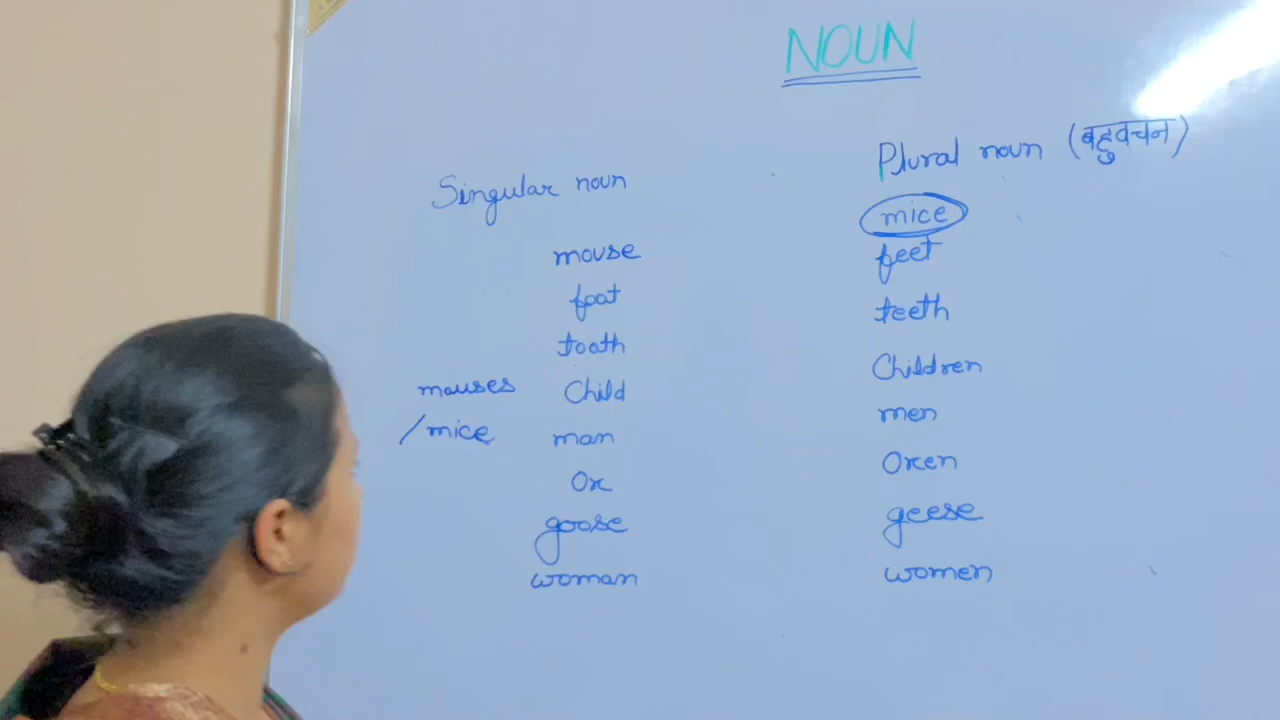 NOUN
Singular noun
Plural noun (बहुवचन)
mice
mouse
feet
foot
teeth
tooth
Children
mouses
Child
men
/mice
man
Oxen
Ox
geese
goose
women
woman